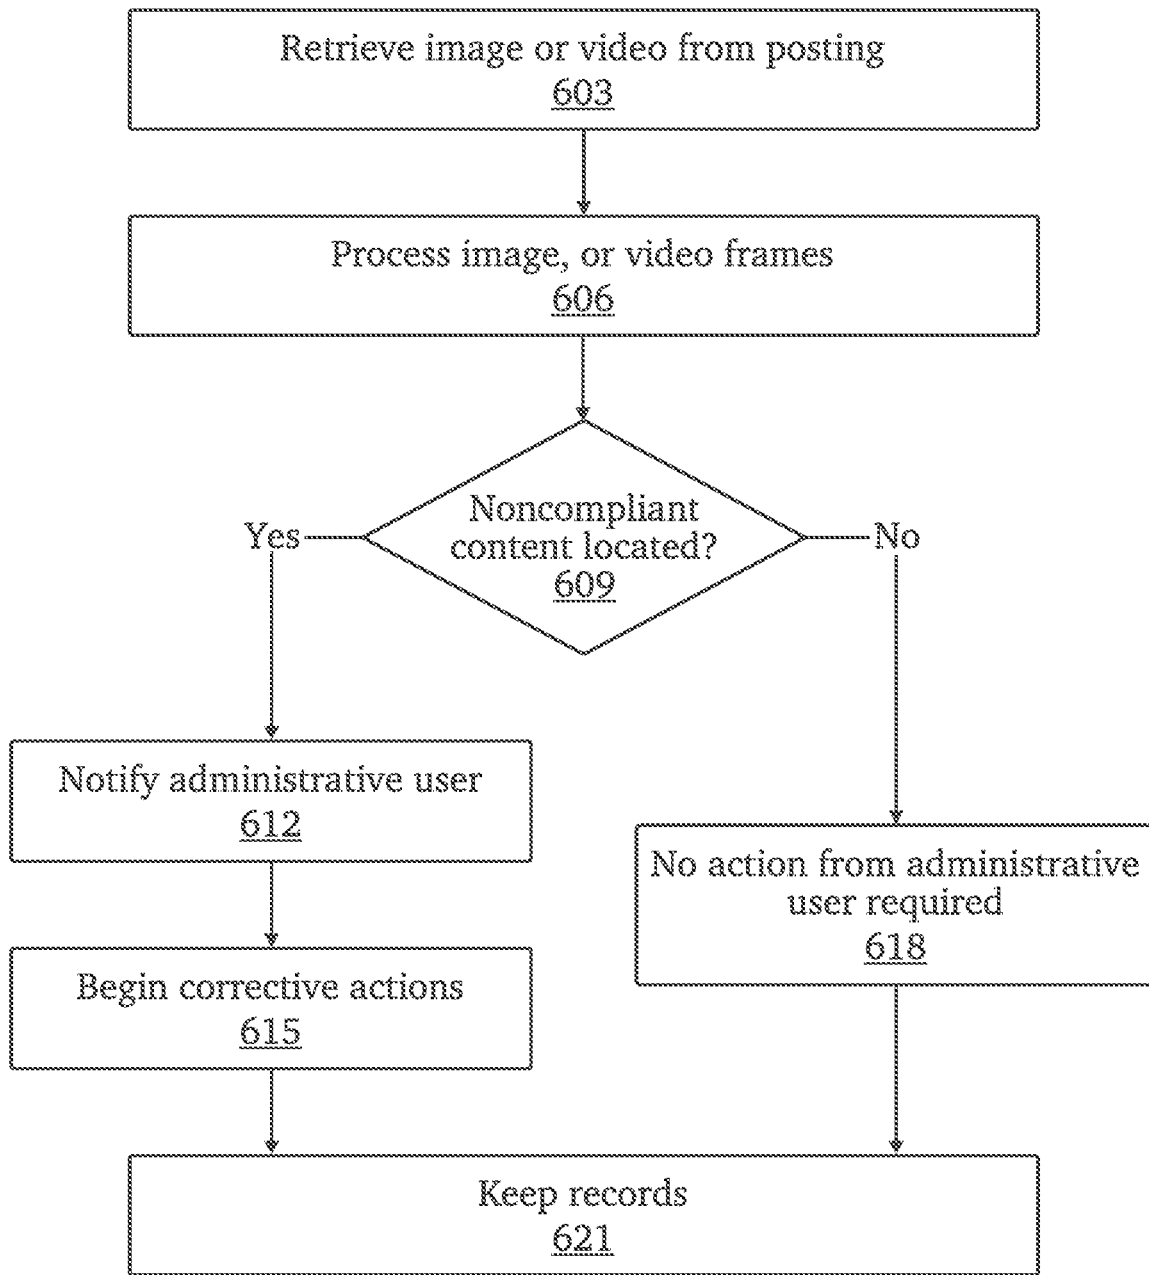 Retrieve image or video from posting
603
Process image, or video frames
606
Noncompliant
content located?
609
Yes
No
Notify administrative user
612
No action from administrative
user required
618
Begin corrective actions
615
Keep records
621